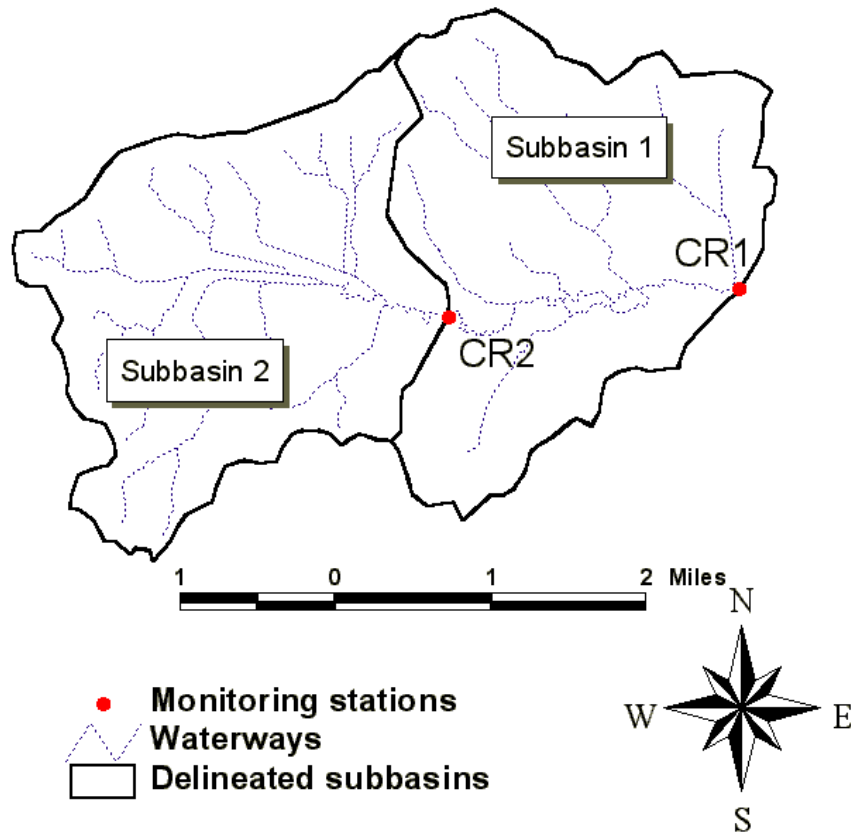 Subbasin 1
CR1
CR2
Subbasin 2
1 0 1 2 Miles
N
W E
S
Monitoring stations
Waterways
Delineated subbasins